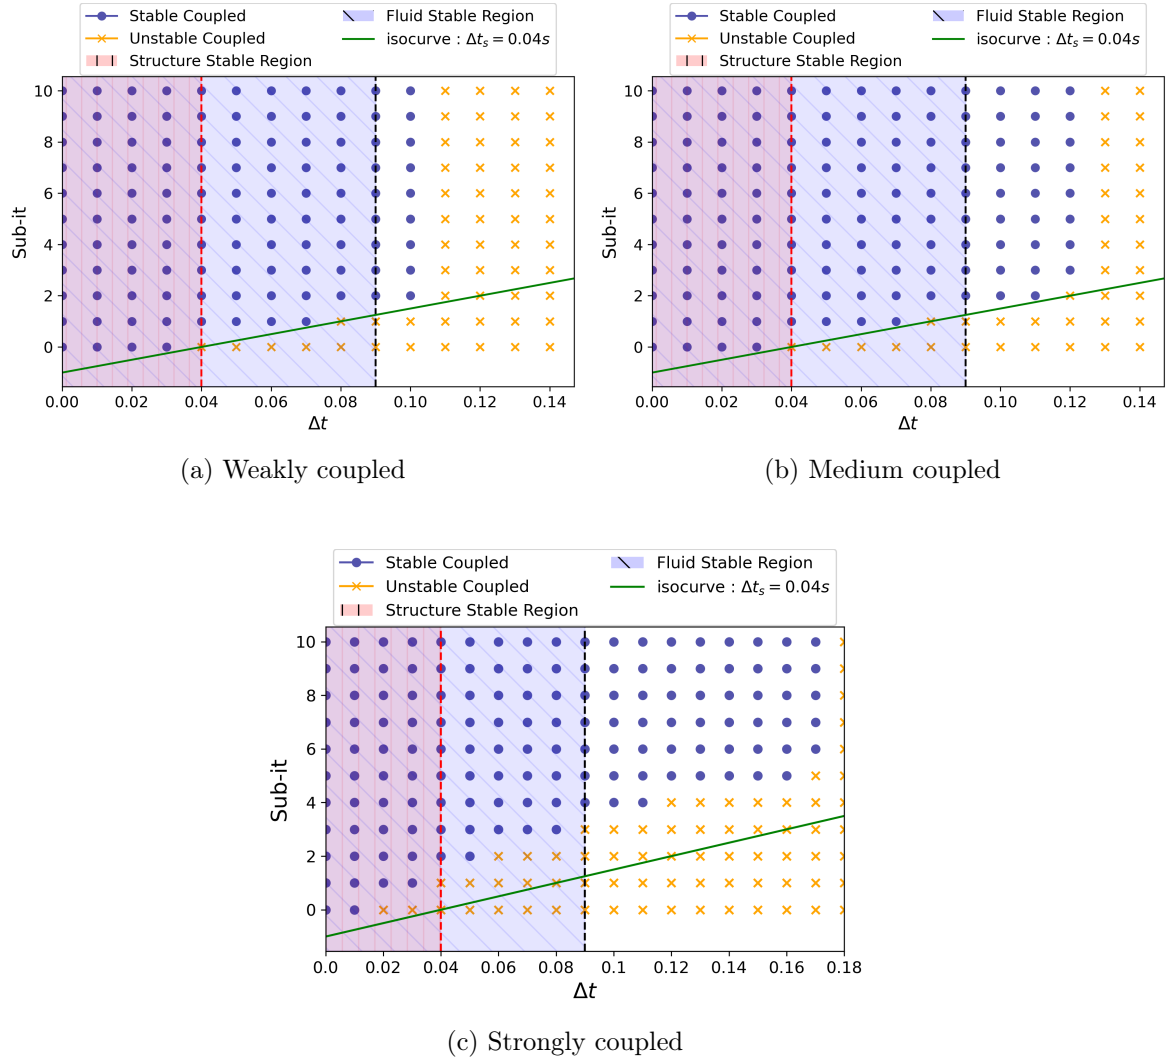 Stable Coupled
Unstable Coupled
Structure Stable Region
Fluid Stable Region
isocurve : Δt_s = 0.04s
10
8
6
4
2
0
Sub-it
0.00 0.02 0.04 0.06 0.08 0.10 0.12 0.14
Δt
(a) Weakly coupled
Stable Coupled
Unstable Coupled
Structure Stable Region
Fluid Stable Region
isocurve : Δt_s = 0.04s
10
8
6
4
2
0
Sub-it
0.00 0.02 0.04 0.06 0.08 0.10 0.12 0.14
Δt
(b) Medium coupled
Stable Coupled
Unstable Coupled
Structure Stable Region
Fluid Stable Region
isocurve : Δt_s = 0.04s
10
8
6
4
2
0
Sub-it
0.0 0.02 0.04 0.06 0.08 0.1 0.12 0.14 0.16 0.18
Δt
(c) Strongly coupled